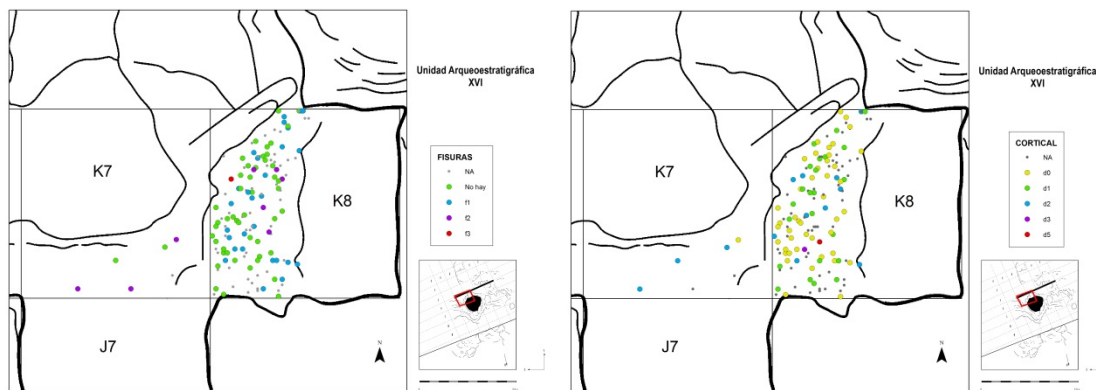 Unidad Arqueoestratigráfica
XVI
K7
K8
J7
FISURAS
NA
No hay
f1
f2
f3
N
Unidad Arqueoestratigráfica
XVI
K7
K8
J7
CORTICAL
NA
d0
d1
d2
d3
d5
N